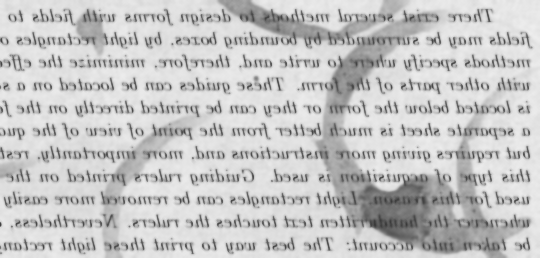 There exist several methods to design forms with fields to
fields may be surrounded by bounding boxes, by light rectangles o
methods specify where to write and, therefore, minimize the effe
with other parts of the form. These guides can be located on a s
is located below the form or they can be printed directly on the fo
a separate sheet is much better from the point of view of the qua
but requires giving more instructions and, more importantly, rest
this type of acquisition is used. Guiding rulers printed on the
used for this reason. Light rectangles can be removed more easily
whenever the handwritten text touches the rulers. Nevertheless,
be taken into account: The best way to print these light rectang